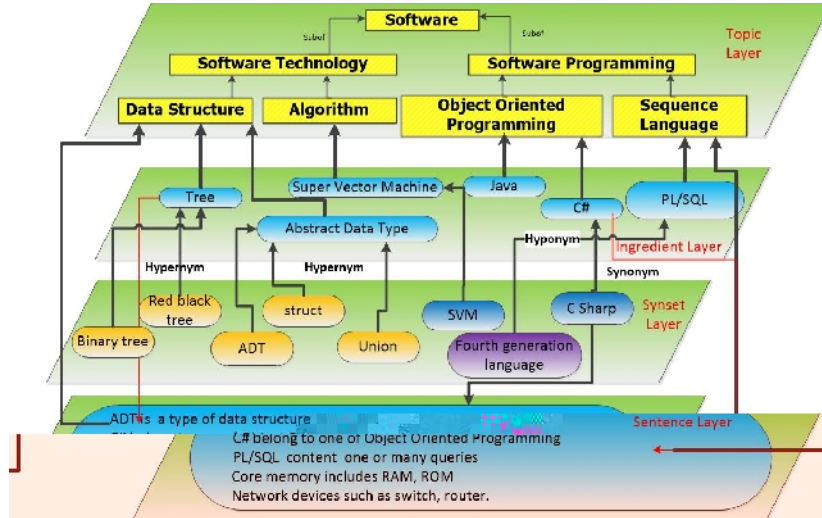 Software
Subof
Subof
Topic
Layer
Software Technology
Software Programming
Data Structure
Algorithm
Object Oriented
Programming
Sequence
Language
Tree
Super Vector Machine
Java
C#
PL/SQL
Abstract Data Type
Hyponym
Ingredient Layer
Hypernym
Hypernym
Synonym
Red black
tree
struct
SVM
C Sharp
Synset
Layer
Binary tree
ADT
Union
Fourth generation
language
ADT is a type of data structure
Sentence Layer
C# belong to one of Object Oriented Programming
PL/SQL content one or many queries
Core memory includes RAM, ROM
Network devices such as switch, router.